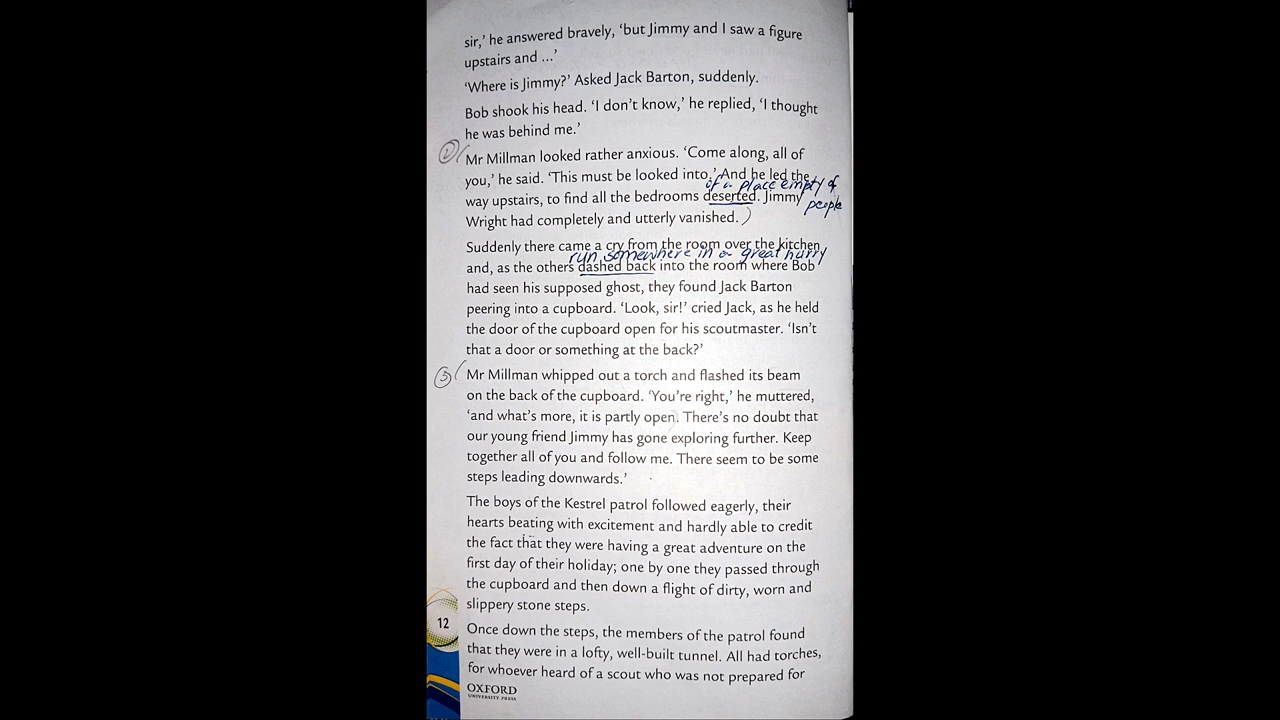 sir,’ he answered bravely, ‘but Jimmy and I saw a figure
upstairs and ...’
‘Where is Jimmy?’ Asked Jack Barton, suddenly.
Bob shook his head. ‘I don’t know,’ he replied, ‘I thought
he was behind me.’
Mr Millman looked rather anxious. ‘Come along, all of
you,’ he said. ‘This must be looked into.’ And he led the
of a place empty of
way upstairs, to find all the bedrooms deserted. Jimmy
people
Wright had completely and utterly vanished.)
Suddenly there came a cry from the room over the kitchen
run somewhere in a great hurry
and, as the others dashed back into the room where Bob
had seen his supposed ghost, they found Jack Barton
peering into a cupboard. ‘Look, sir!’ cried Jack, as he held
the door of the cupboard open for his scoutmaster. ‘Isn’t
that a door or something at the back?’
3 ( Mr Millman whipped out a torch and flashed its beam
on the back of the cupboard. ‘You’re right,’ he muttered,
‘and what’s more, it is partly open. There’s no doubt that
our young friend Jimmy has gone exploring further. Keep
together all of you and follow me. There seem to be some
steps leading downwards.’
The boys of the Kestrel patrol followed eagerly, their
hearts beating with excitement and hardly able to credit
the fact that they were having a great adventure on the
first day of their holiday; one by one they passed through
the cupboard and then down a flight of dirty, worn and
slippery stone steps.
12
Once down the steps, the members of the patrol found
that they were in a lofty, well-built tunnel. All had torches,
for whoever heard of a scout who was not prepared for
OXFORD
UNIVERSITY PRESS